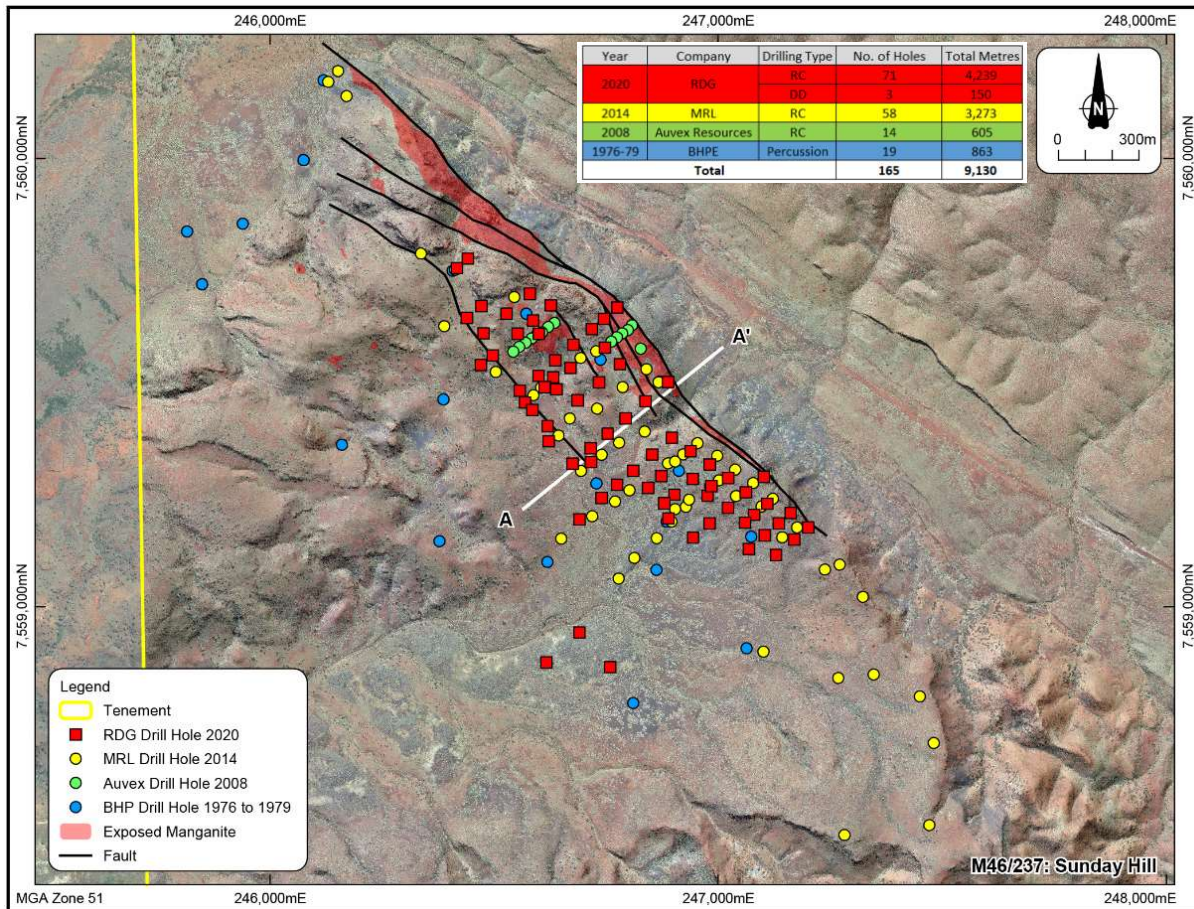 246,000mE 247,000mE 248,000mE
Year Company Drilling Type No. of Holes Total Metres
2020 RDG RC 71 4,239
DD 3 150
2014 MRL RC 58 3,273
2008 Auvex Resources RC 14 605
1976-79 BHPE Percussion 19 863
Total 165 9,130
N
0 300m
7,560,000mN 7,560,000mN
A'
A
7,559,000mN 7,559,000mN
Legend
Tenement
RDG Drill Hole 2020
MRL Drill Hole 2014
Auvex Drill Hole 2008
BHP Drill Hole 1976 to 1979
Exposed Manganite
Fault
M46/237: Sunday Hill
MGA Zone 51
246,000mE 247,000mE 248,000mE